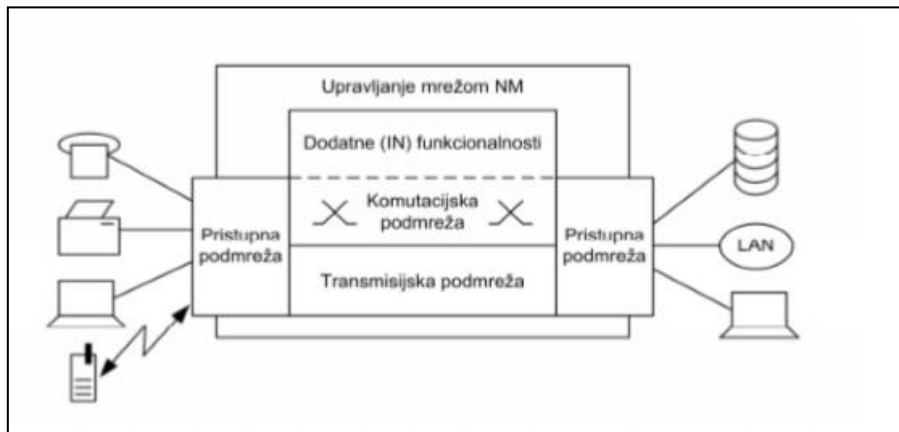 Upravljanje mrežom NM
Dodatne (IN) funkcionalnosti
Komutacijska
podmreža
Pristupna
podmreža
Pristupna
podmreža
LAN
Transmisijska podmreža